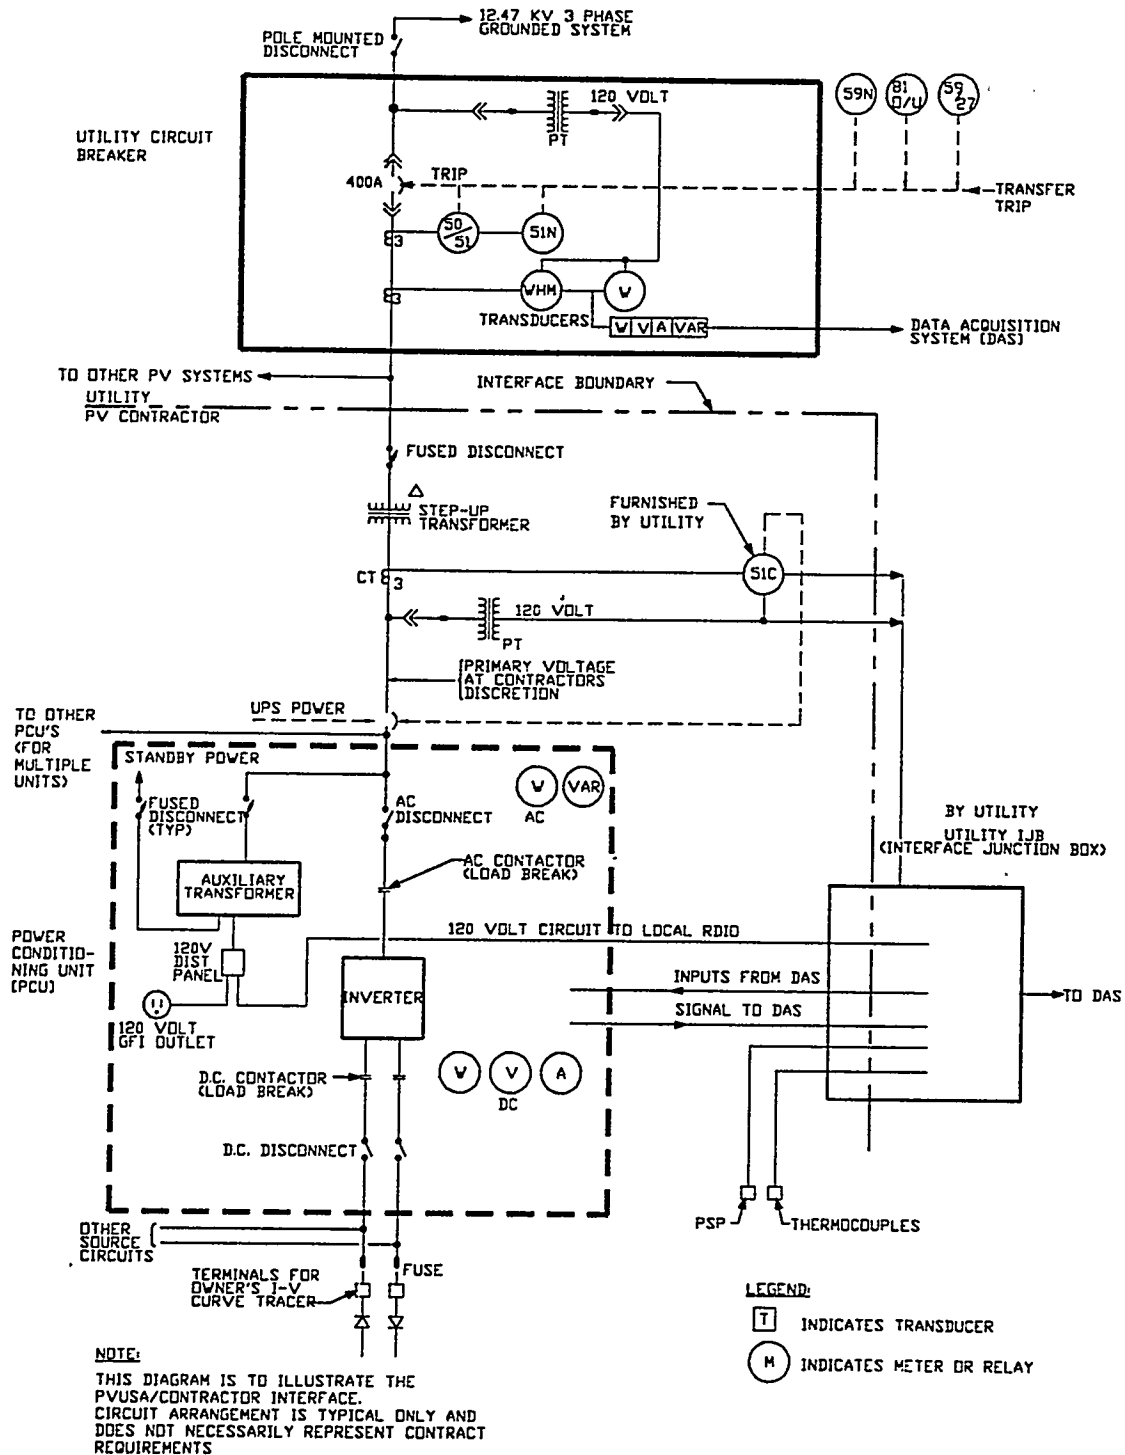 12.47 KV 3 PHASE
GROUNDED SYSTEM
POLE MOUNTED
DISCONNECT
59N
81
O/U
59
27
120 VOLT
PT
UTILITY CIRCUIT
BREAKER
400A
TRIP
TRANSFER
TRIP
50
51
51N
3
WHM
W
3
TRANSDUCERS
W V A VAR
DATA ACQUISITION
SYSTEM (DAS)
TO OTHER PV SYSTEMS
INTERFACE BOUNDARY
UTILITY
PV CONTRACTOR
FUSED DISCONNECT
STEP-UP
TRANSFORMER
FURNISHED
BY UTILITY
51C
CT
3
120 VOLT
PT
PRIMARY VOLTAGE
AT CONTRACTORS
DISCRETION
UPS POWER
TO OTHER
PCU'S
(FOR
MULTIPLE
UNITS)
STANDBY POWER
FUSED
DISCONNECT
(TYP)
AC
DISCONNECT
W
VAR
AC
BY UTILITY
UTILITY IJB
(INTERFACE JUNCTION BOX)
AC CONTACTOR
(LOAD BREAK)
AUXILIARY
TRANSFORMER
POWER
CONDITIO-
NING UNIT
(PCU)
120V
DIST
PANEL
120 VOLT CIRCUIT TO LOCAL RDIO
INVERTER
INPUTS FROM DAS
SIGNAL TO DAS
TO DAS
120 VOLT
GFI OUTLET
D.C. CONTACTOR
(LOAD BREAK)
W
V
A
DC
D.C. DISCONNECT
PSP
THERMOCOUPLES
OTHER
SOURCE
CIRCUITS
FUSE
TERMINALS FOR
OWNER'S I-V
CURVE TRACER
LEGEND:
T INDICATES TRANSDUCER
M INDICATES METER OR RELAY
NOTE:
THIS DIAGRAM IS TO ILLUSTRATE THE
PVUSA/CONTRACTOR INTERFACE.
CIRCUIT ARRANGEMENT IS TYPICAL ONLY AND
DOES NOT NECESSARILY REPRESENT CONTRACT
REQUIREMENTS